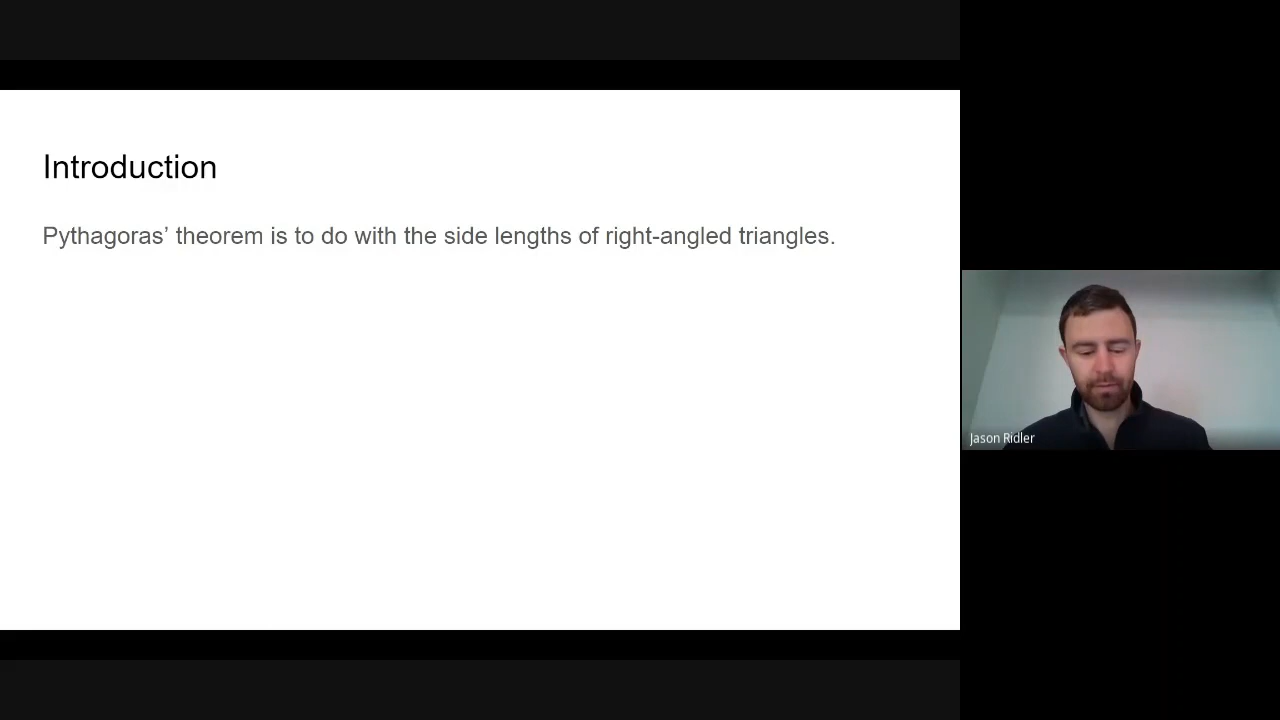 Introduction
Pythagoras’ theorem is to do with the side lengths of right-angled triangles.
Jason Ridler